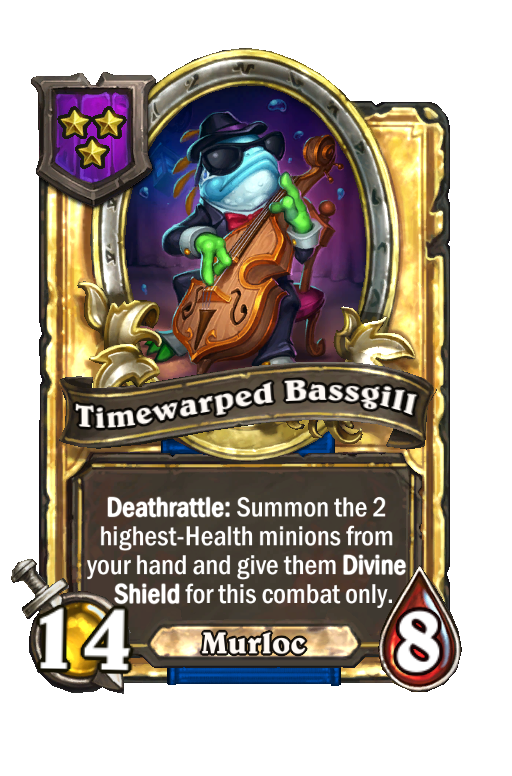 Timewarped Bassgill
Deathrattle: Summon the 2
highest-Health minions from
your hand and give them Divine
Shield for this combat only.
14
Murloc
8